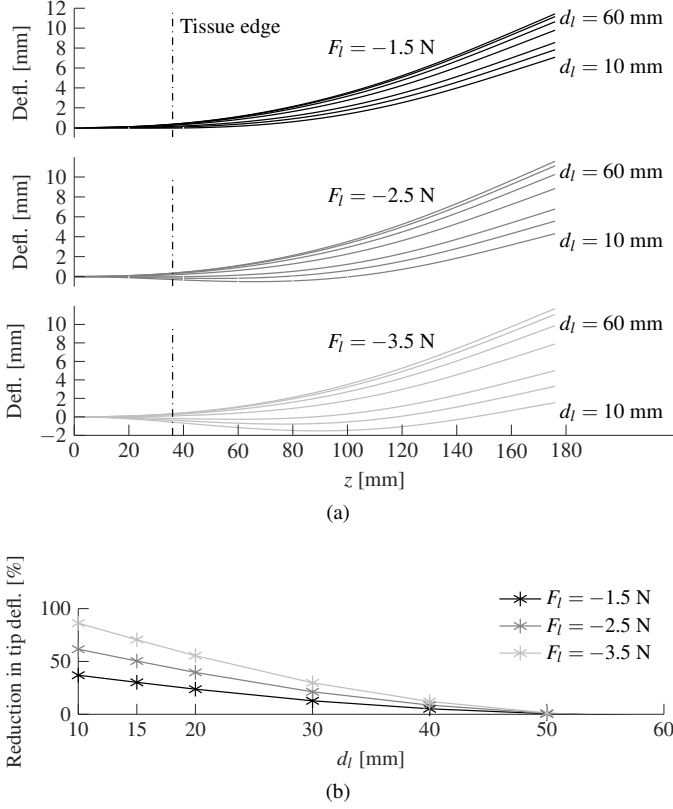 Defl. [mm]
12
10
8
6
4
2
0
Tissue edge
F_l = −1.5 N
d_l = 60 mm
d_l = 10 mm
Defl. [mm]
10
8
6
4
2
0
F_l = −2.5 N
d_l = 60 mm
d_l = 10 mm
Defl. [mm]
10
8
6
4
2
0
−2
F_l = −3.5 N
d_l = 60 mm
d_l = 10 mm
0 20 40 60 80 100 120 140 160 180
z [mm]
(a)
Reduction in tip defl. [%]
100
50
0
F_l = −1.5 N
F_l = −2.5 N
F_l = −3.5 N
10 15 20 30 40 50 60
d_l [mm]
(b)